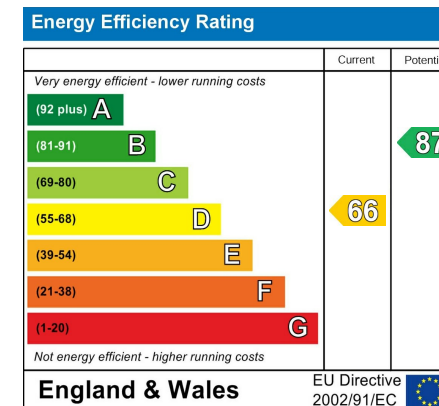 Energy Efficiency Rating
Current Potenti
Very energy efficient - lower running costs
(92 plus) A
(81-91) B
87
(69-80) C
(55-68) D
66
(39-54) E
(21-38) F
(1-20) G
Not energy efficient - higher running costs
England & Wales
EU Directive
2002/91/EC